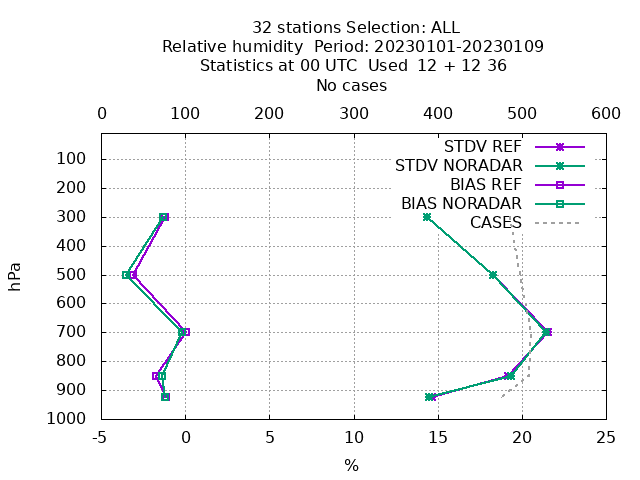 32 stations Selection: ALL
Relative humidity  Period: 20230101-20230109
Statistics at 00 UTC  Used  12 + 12 36
No cases
0 100 200 300 400 500 600
STDV REF
STDV NORADAR
BIAS REF
BIAS NORADAR
CASES
100
200
300
400
500
600
700
800
900
1000
hPa
-5 0 5 10 15 20 25
%